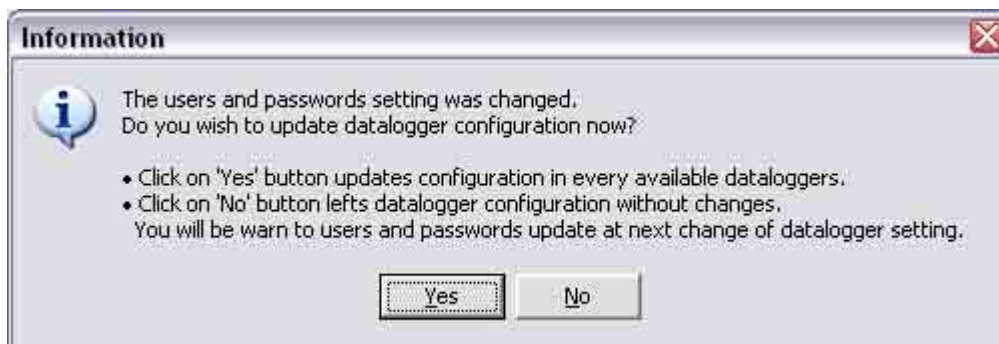 Information
The users and passwords setting was changed.
Do you wish to update datalogger configuration now?
• Click on 'Yes' button updates configuration in every available dataloggers.
• Click on 'No' button lefts datalogger configuration without changes.
You will be warn to users and passwords update at next change of datalogger setting.
Yes No